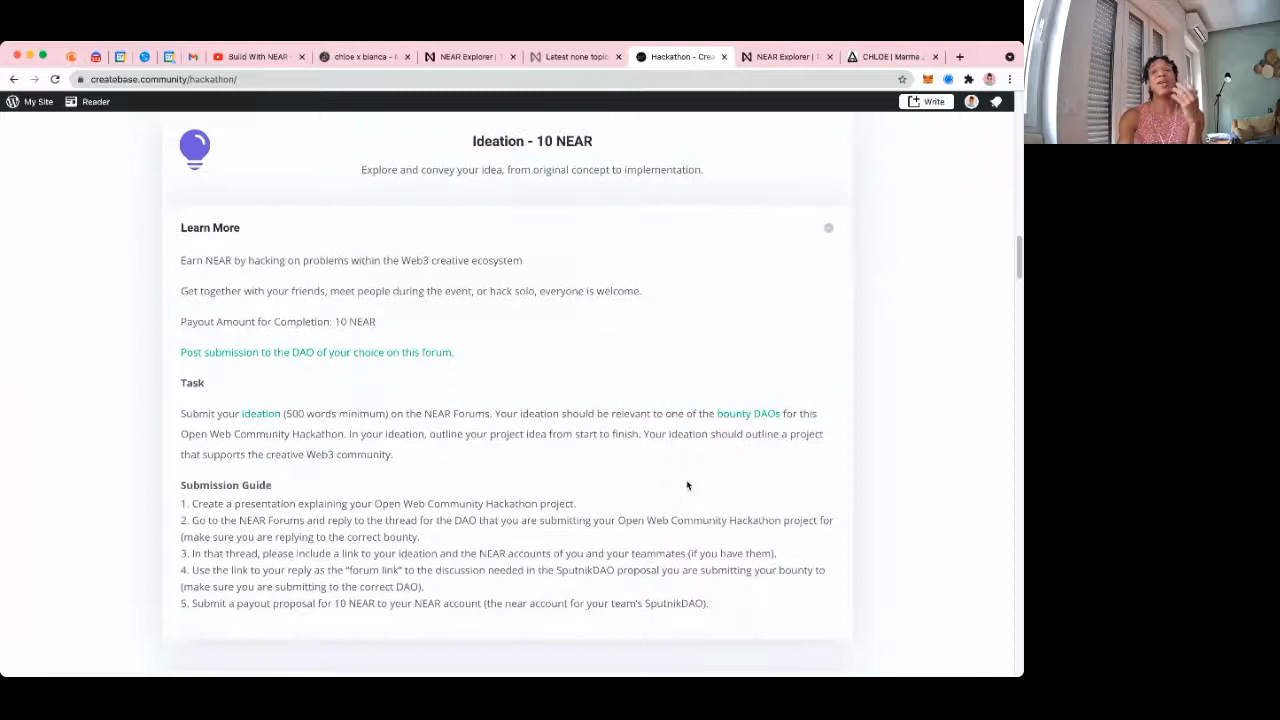 Build With NEAR
chloe x bianca -
NEAR Explorer |
Latest none topic
Hackathon - Crea
NEAR Explorer | T
CHLOE | Marma
createbase.community/hackathon/
My Site
Reader
Write
Ideation - 10 NEAR
Explore and convey your idea, from original concept to implementation.
Learn More
Earn NEAR by hacking on problems within the Web3 creative ecosystem
Get together with your friends, meet people during the event, or hack solo, everyone is welcome.
Payout Amount for Completion: 10 NEAR
Post submission to the DAO of your choice on this forum.
Task
Submit your ideation (500 words minimum) on the NEAR Forums. Your ideation should be relevant to one of the bounty DAOs for this
Open Web Community Hackathon. In your ideation, outline your project idea from start to finish. Your ideation should outline a project
that supports the creative Web3 community.
Submission Guide
1. Create a presentation explaining your Open Web Community Hackathon project.
2. Go to the NEAR Forums and reply to the thread for the DAO that you are submitting your Open Web Community Hackathon project for
(make sure you are replying to the correct bounty.
3. In that thread, please include a link to your ideation and the NEAR accounts of you and your teammates (if you have them).
4. Use the link to your reply as the "forum link" to the discussion needed in the SputnikDAO proposal you are submitting your bounty to
(make sure you are submitting to the correct DAO).
5. Submit a payout proposal for 10 NEAR to your NEAR account (the near account for your team's SputnikDAO).